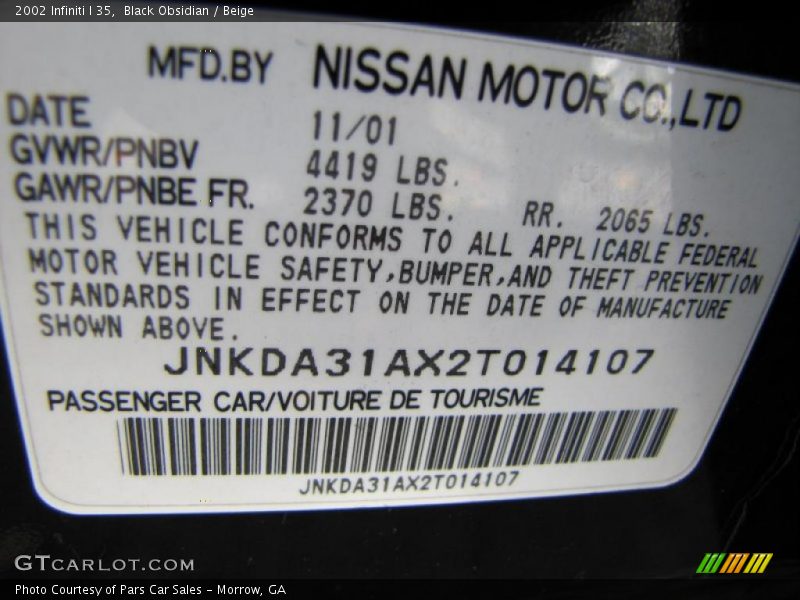 2002 Infiniti I 35, Black Obsidian / Beige
MFD.BY NISSAN MOTOR CO.,LTD
DATE 11/01
GVWR/PNBV 4419 LBS.
GAWR/PNBE FR. 2370 LBS. RR. 2065 LBS.
THIS VEHICLE CONFORMS TO ALL APPLICABLE FEDERAL
MOTOR VEHICLE SAFETY,BUMPER,AND THEFT PREVENTION
STANDARDS IN EFFECT ON THE DATE OF MANUFACTURE
SHOWN ABOVE.
JNKDA31AX2T014107
PASSENGER CAR/VOITURE DE TOURISME
JNKDA31AX2T014107
GTCARLOT.COM
Photo Courtesy of Pars Car Sales - Morrow, GA